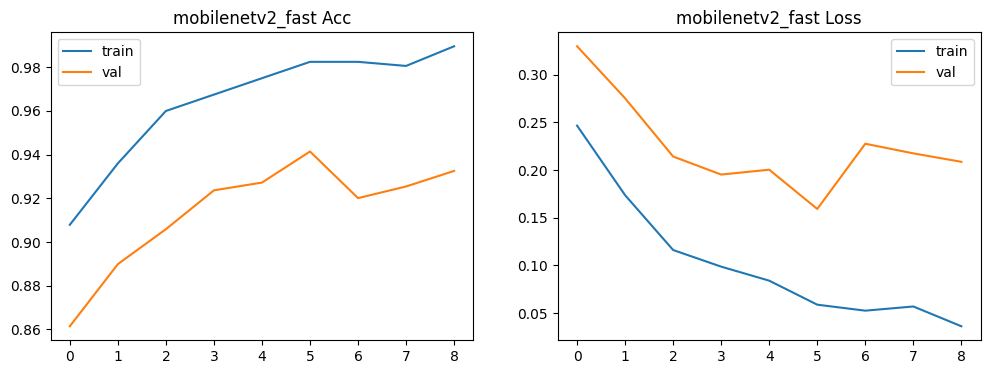 mobilenetv2_fast Acc
train
val
0.98
0.96
0.94
0.92
0.90
0.88
0.86
0 1 2 3 4 5 6 7 8
mobilenetv2_fast Loss
train
val
0.30
0.25
0.20
0.15
0.10
0.05
0 1 2 3 4 5 6 7 8